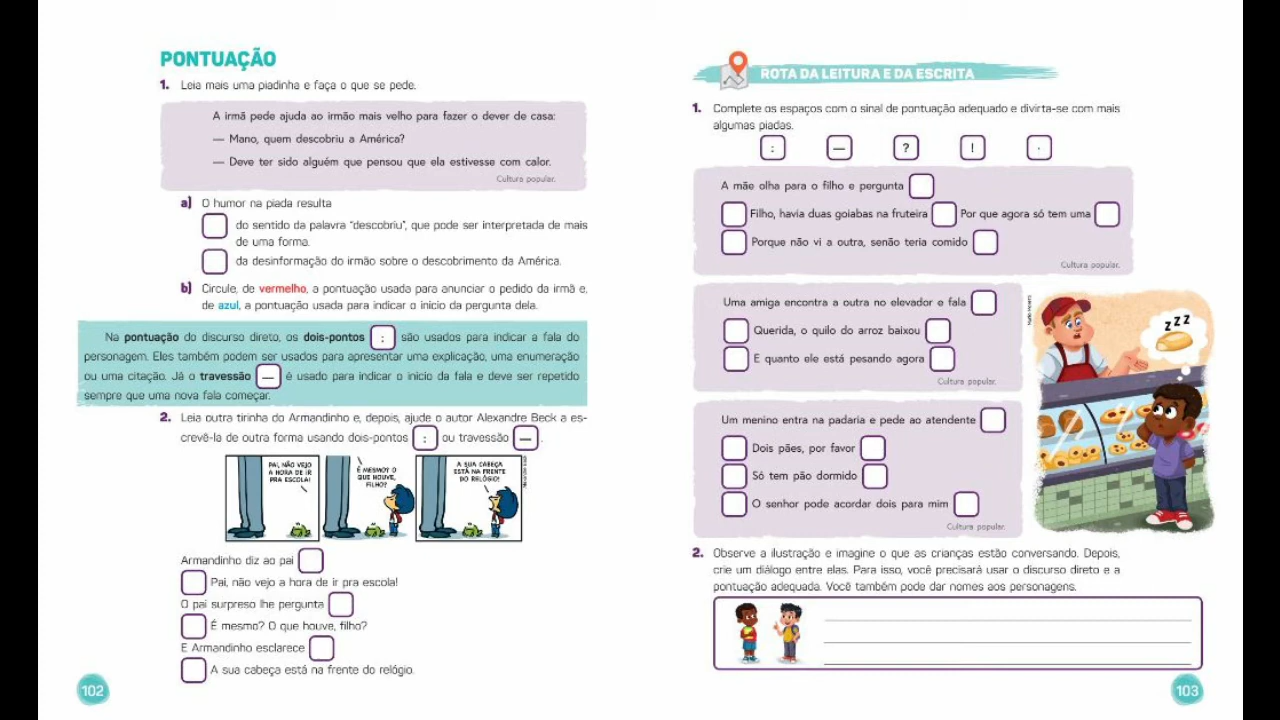 PONTUAÇÃO
1. Leia mais uma piadinha e faça o que se pede.
A irmã pede ajuda ao irmão mais velho para fazer o dever de casa:
— Mano, quem descobriu a América?
— Deve ter sido alguém que pensou que ela estivesse com calor.
Cultura popular.
a) O humor na piada resulta
do sentido da palavra "descobriu", que pode ser interpretada de mais
de uma forma.
da desinformação do irmão sobre o descobrimento da América.
b) Circule, de vermelho, a pontuação usada para anunciar o pedido da irmã e,
de azul, a pontuação usada para indicar o início da pergunta dela.
Na pontuação do discurso direto, os dois-pontos : são usados para indicar a fala do
personagem. Eles também podem ser usados para apresentar uma explicação, uma enumeração
ou uma citação. Já o travessão — é usado para indicar o início da fala e deve ser repetido
sempre que uma nova fala começar.
2. Leia outra tirinha do Armandinho e, depois, ajude o autor Alexandre Beck a es-
crevê-la de outra forma usando dois-pontos : ou travessão — .
PAI, NÃO VEJO
A HORA DE IR
PRA ESCOLA!
É MESMO? O
QUE HOUVE,
FILHO?
A SUA CABEÇA
ESTÁ NA FRENTE
DO RELÓGIO!
Alexandre Beck
Armandinho diz ao pai
Pai, não vejo a hora de ir pra escola!
O pai surpreso lhe pergunta
É mesmo? O que houve, filho?
E Armandinho esclarece
A sua cabeça está na frente do relógio.
102
ROTA DA LEITURA E DA ESCRITA
1. Complete os espaços com o sinal de pontuação adequado e divirta-se com mais
algumas piadas.
: — ? ! .
A mãe olha para o filho e pergunta
Filho, havia duas goiabas na fruteira Por que agora só tem uma
Porque não vi a outra, senão teria comido
Cultura popular.
Uma amiga encontra a outra no elevador e fala
Querida, o quilo do arroz baixou
E quanto ele está pesando agora
Cultura popular.
Um menino entra na padaria e pede ao atendente
Dois pães, por favor
Só tem pão dormido
O senhor pode acordar dois para mim
Cultura popular.
ZZZ
2. Observe a ilustração e imagine o que as crianças estão conversando. Depois,
crie um diálogo entre elas. Para isso, você precisará usar o discurso direto e a
pontuação adequada. Você também pode dar nomes aos personagens.
103